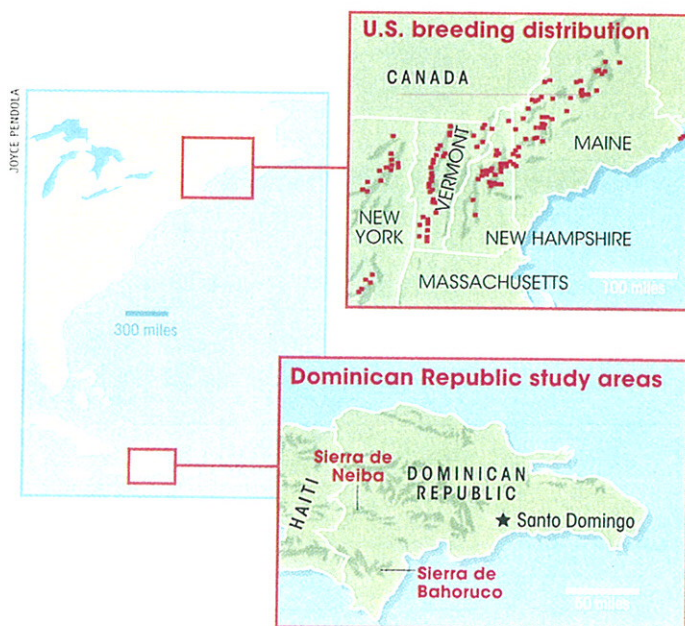 U.S. breeding distribution
CANADA
MAINE
VERMONT
NEW
YORK
NEW HAMPSHIRE
MASSACHUSETTS
100 miles
JOYCE PENDOLA
300 miles
Dominican Republic study areas
Sierra de
Neiba
DOMINICAN
REPUBLIC
HAITI
Santo Domingo
Sierra de
Bahoruco
50 miles